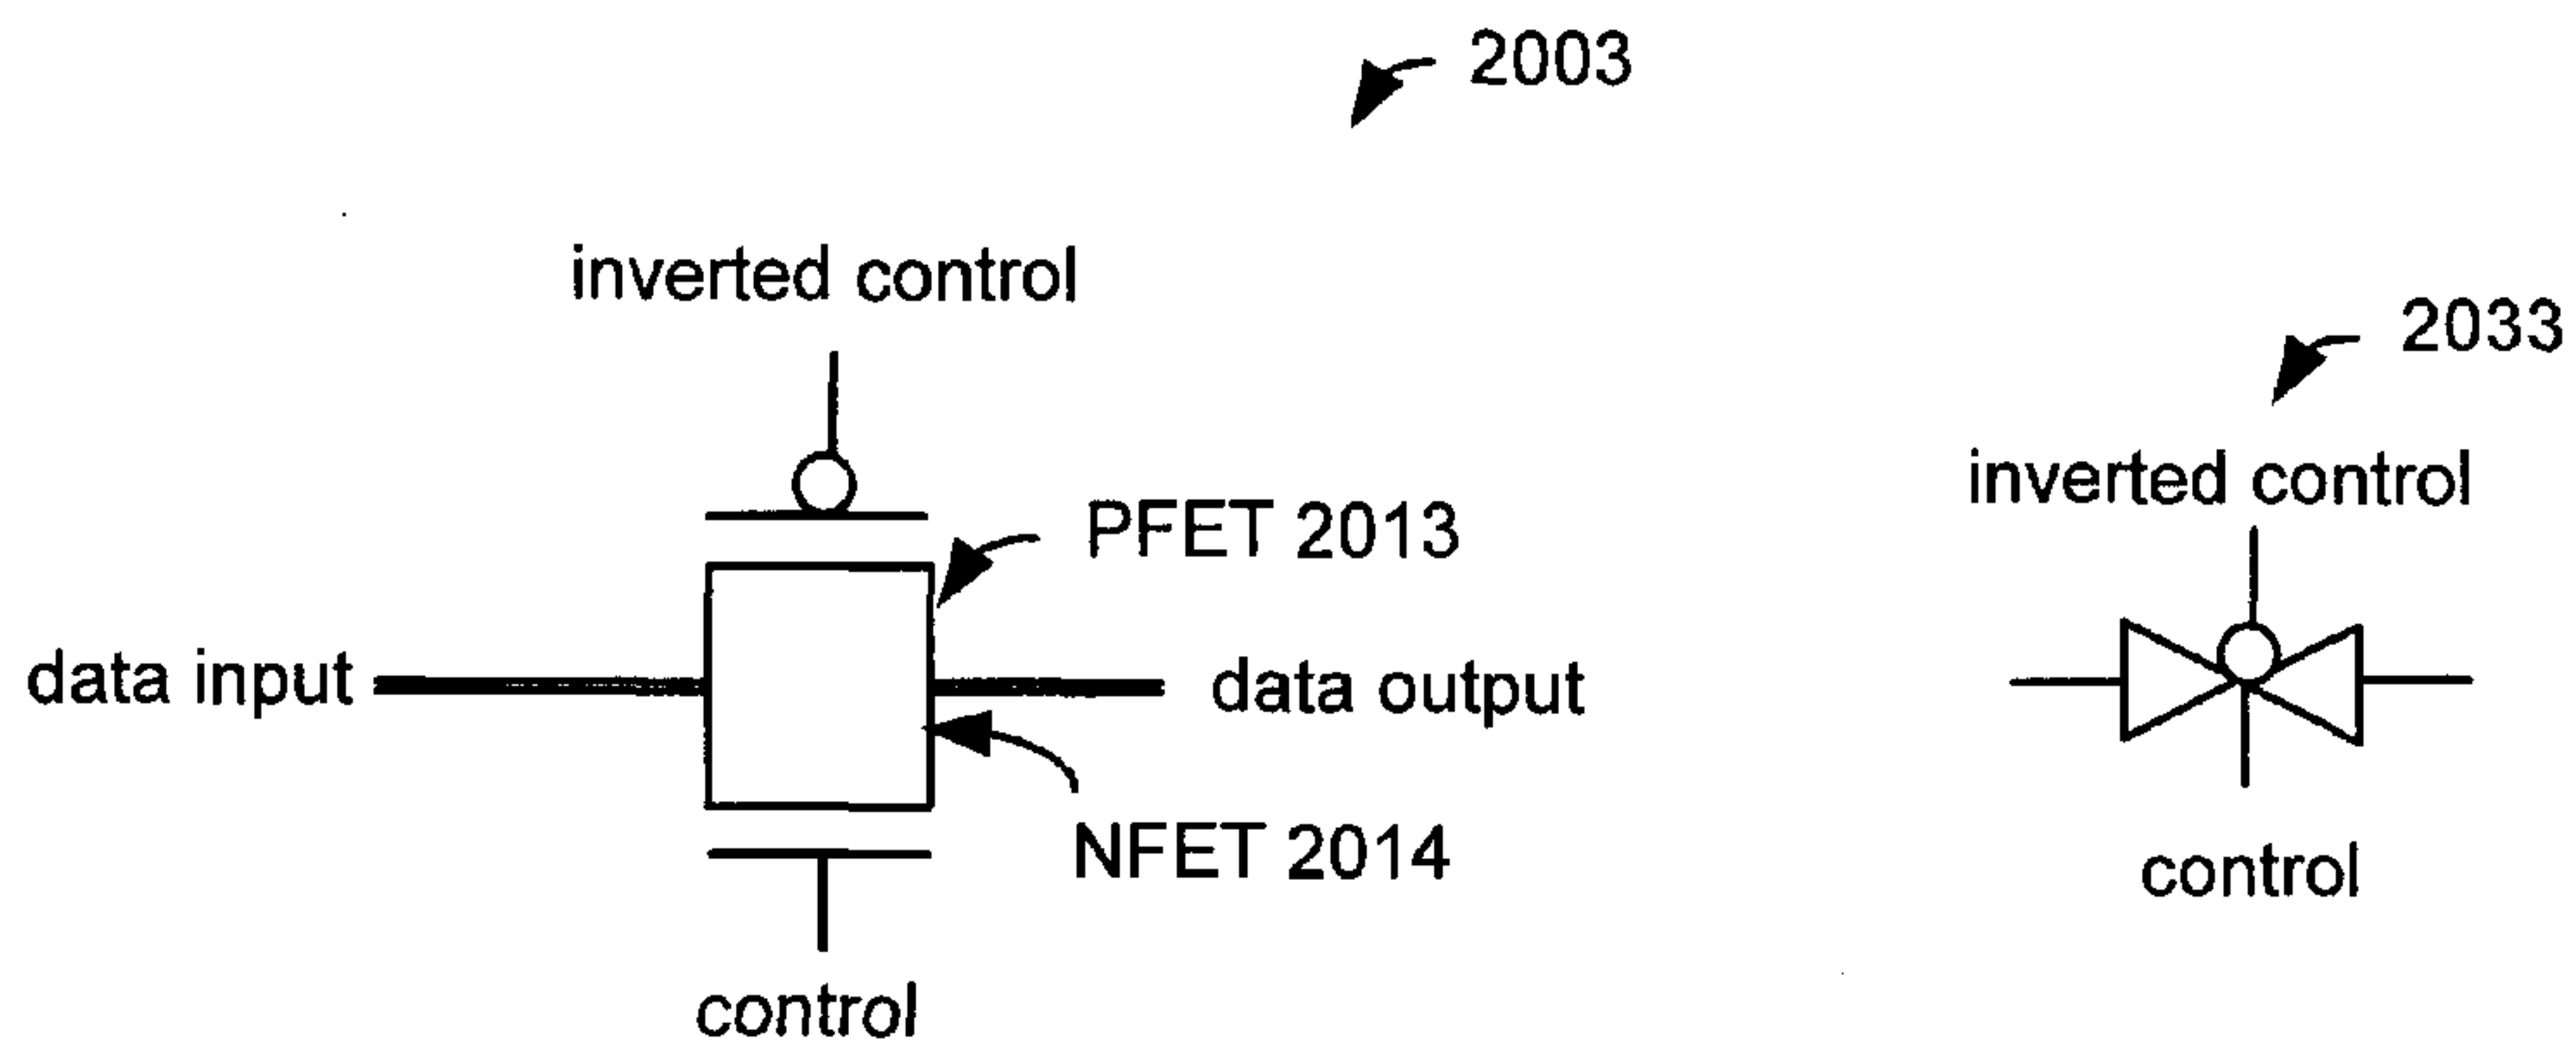 2003
inverted control
2033
inverted control
PFET 2013
data input
data output
NFET 2014
control
control